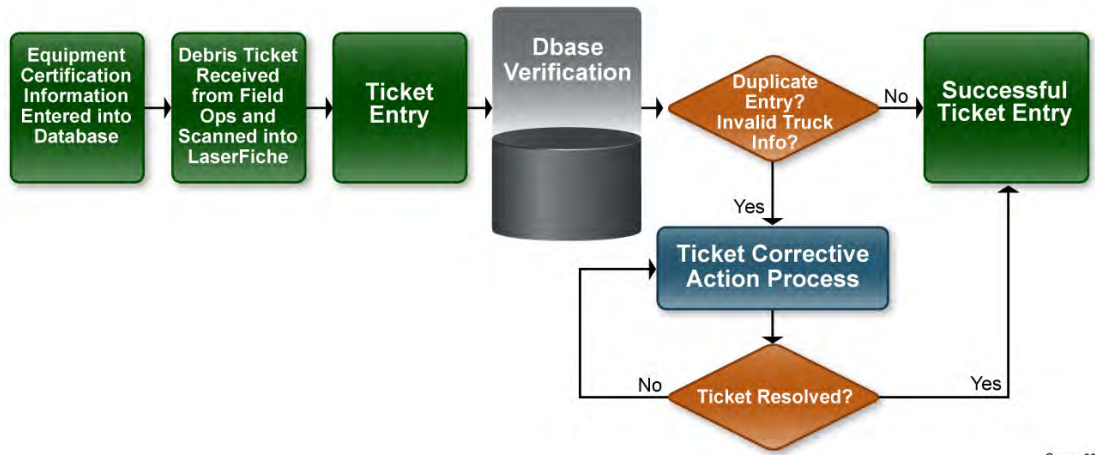 Equipment
Certification
Information
Entered into
Database
Debris Ticket
Received
from Field
Ops and
Scanned into
LaserFiche
Ticket
Entry
Dbase
Verification
Duplicate
Entry?
Invalid Truck
Info?
No
Successful
Ticket Entry
Yes
Ticket Corrective
Action Process
No
Ticket Resolved?
Yes